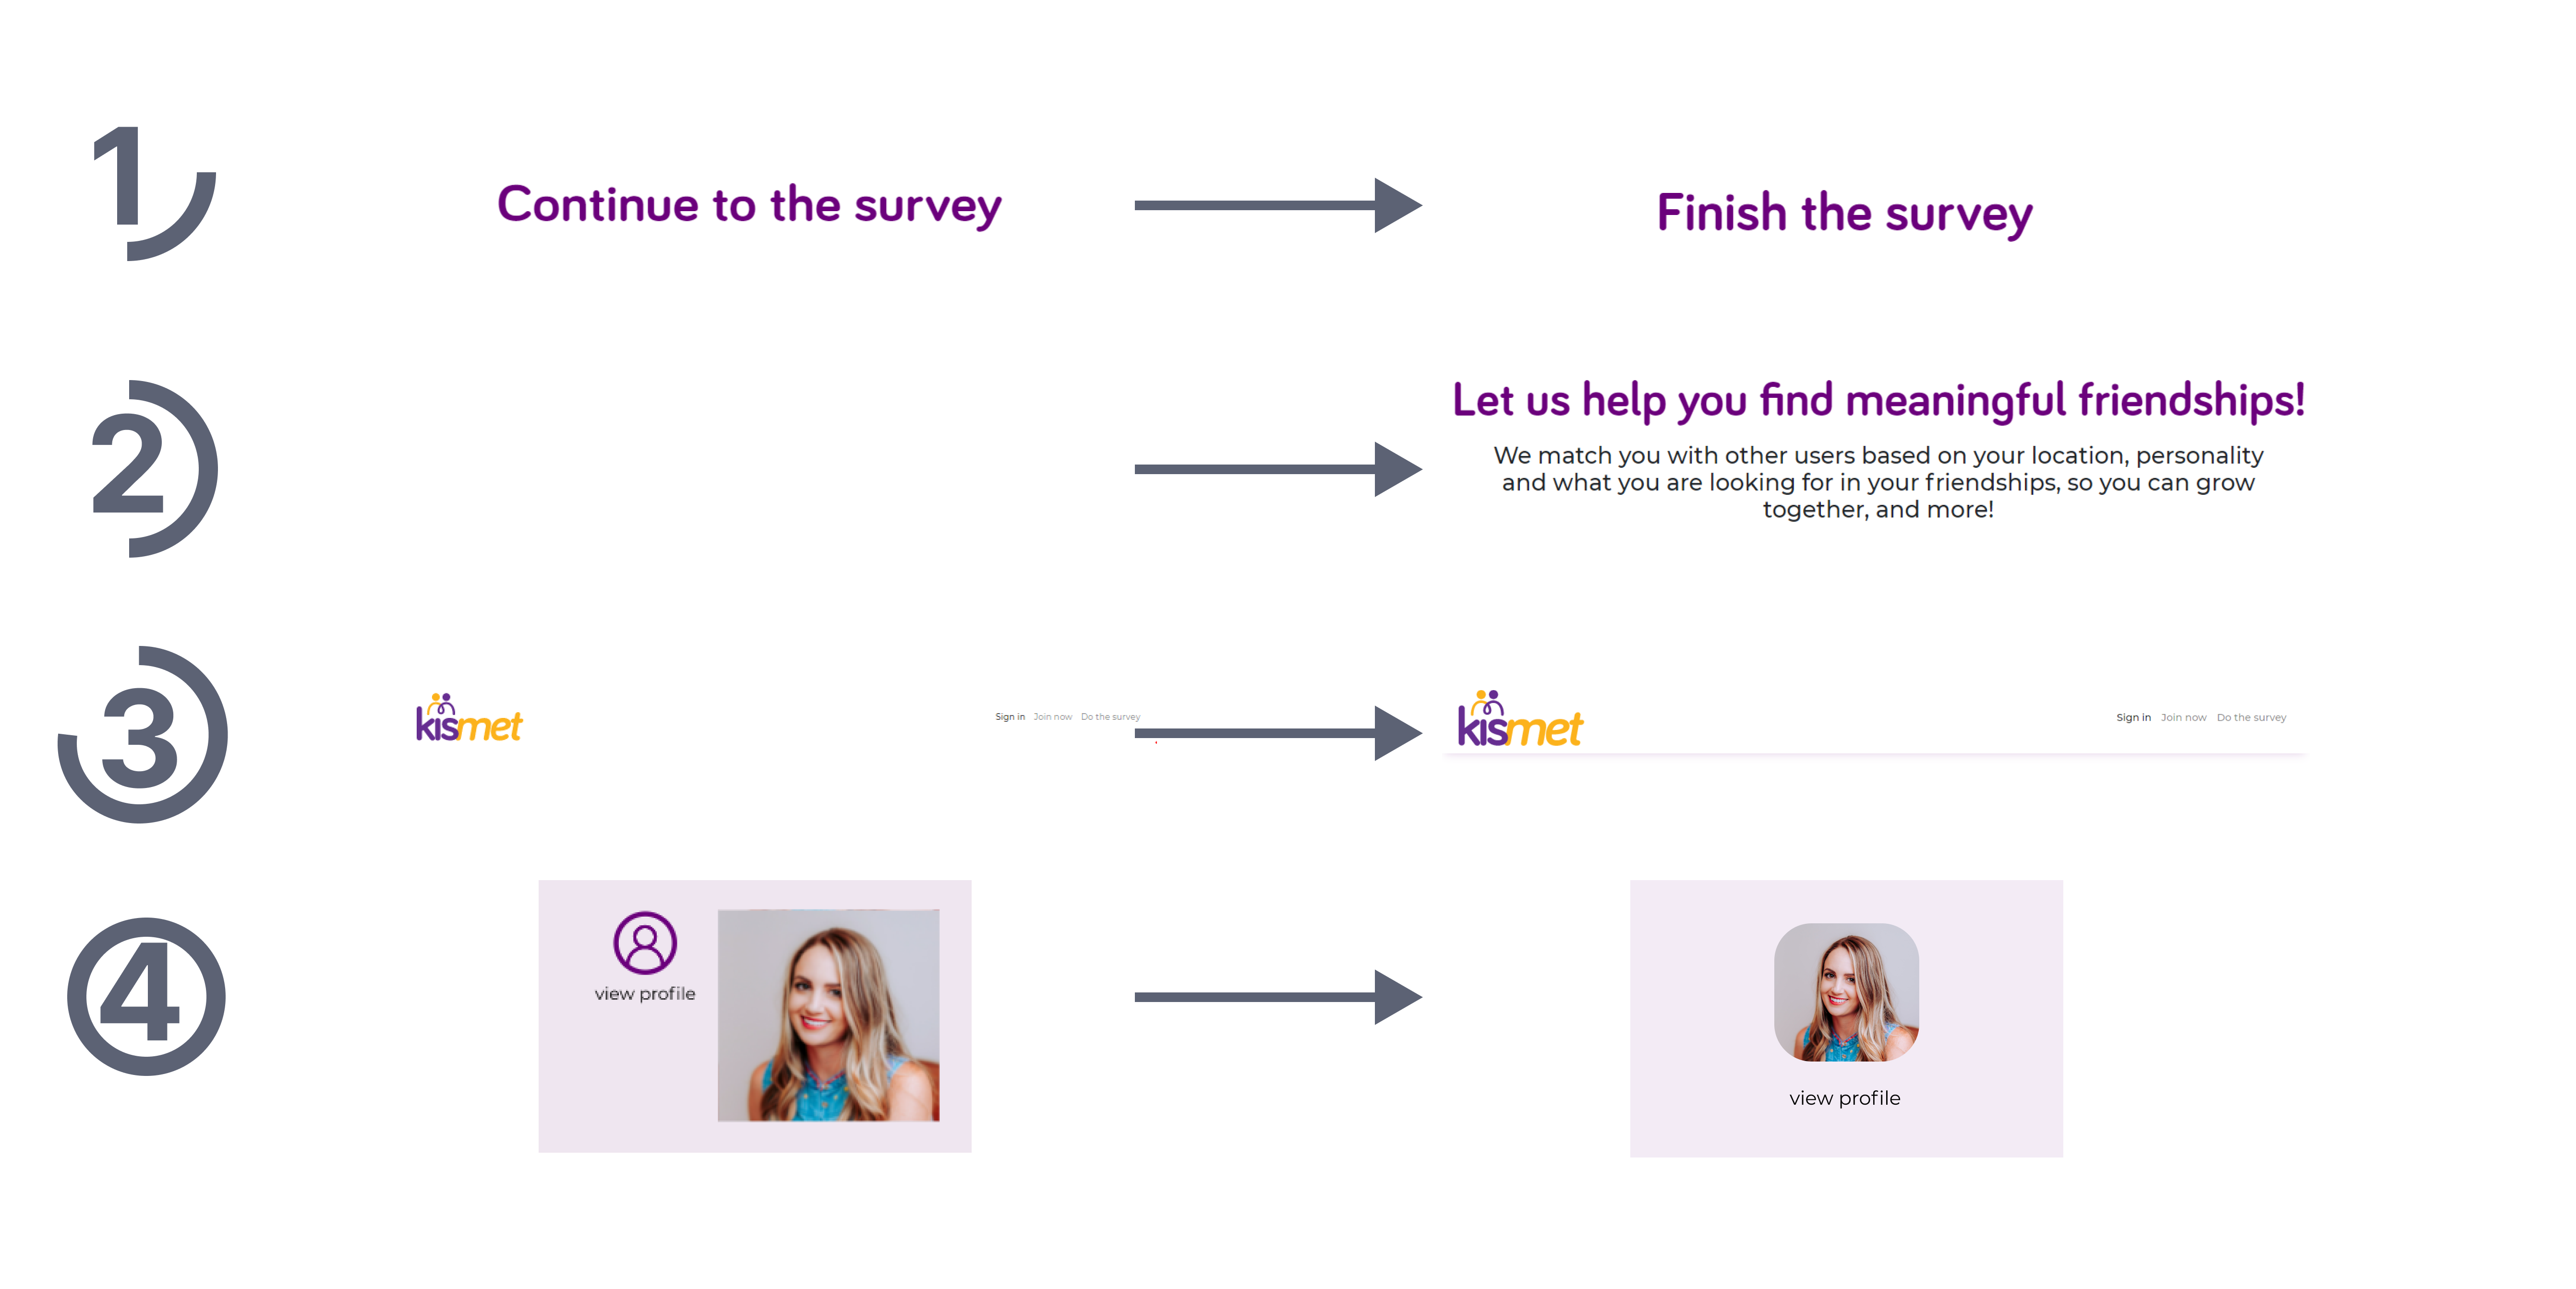 1
Continue to the survey
Finish the survey
2
Let us help you find meaningful friendships!
We match you with other users based on your location, personality
and what you are looking for in your friendships, so you can grow
together, and more!
3
kismet
Sign in Join now Do the survey
kismet
Sign in Join now Do the survey
4
view profile
view profile